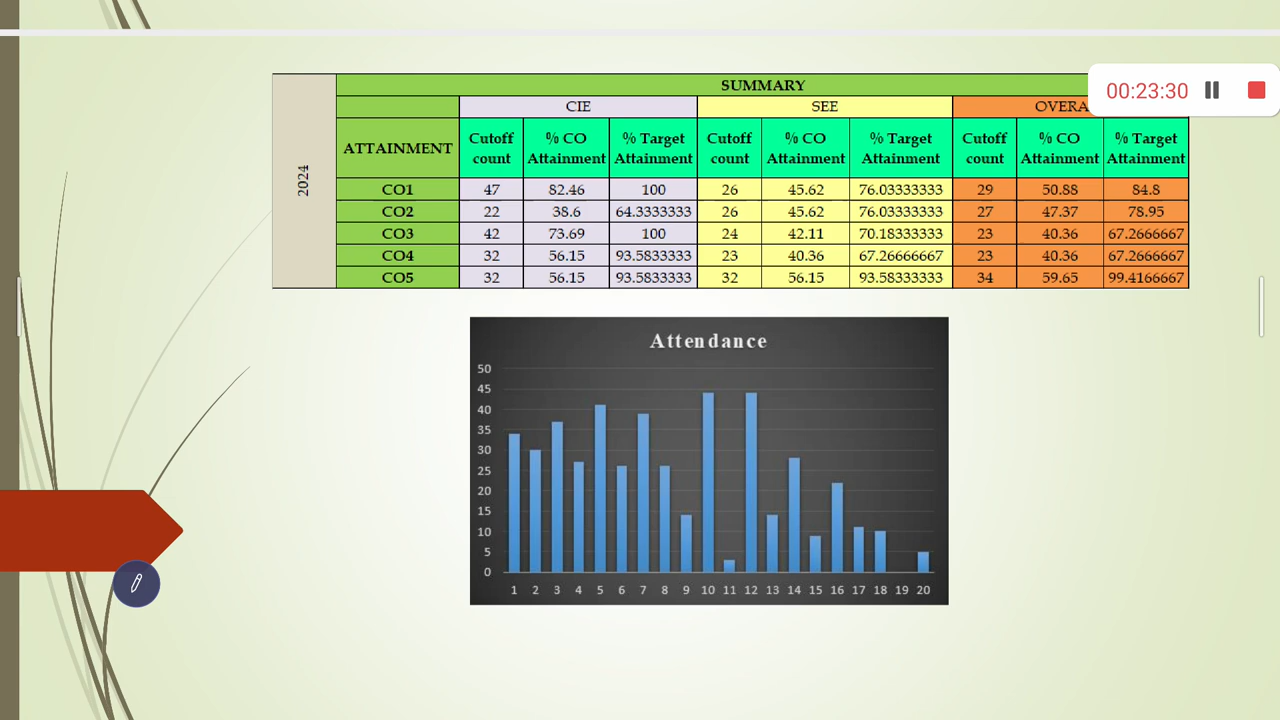 SUMMARY
00:23:30
CIE SEE OVERA
2024
ATTAINMENT Cutoff count % CO Attainment % Target Attainment Cutoff count % CO Attainment % Target Attainment Cutoff count % CO Attainment % Target Attainment
CO1 47 82.46 100 26 45.62 76.03333333 29 50.88 84.8
CO2 22 38.6 64.3333333 26 45.62 76.03333333 27 47.37 78.95
CO3 42 73.69 100 24 42.11 70.18333333 23 40.36 67.2666667
CO4 32 56.15 93.5833333 23 40.36 67.26666667 23 40.36 67.2666667
CO5 32 56.15 93.5833333 32 56.15 93.58333333 34 59.65 99.4166667
Attendance
50
45
40
35
30
25
20
15
10
5
0
1 2 3 4 5 6 7 8 9 10 11 12 13 14 15 16 17 18 19 20